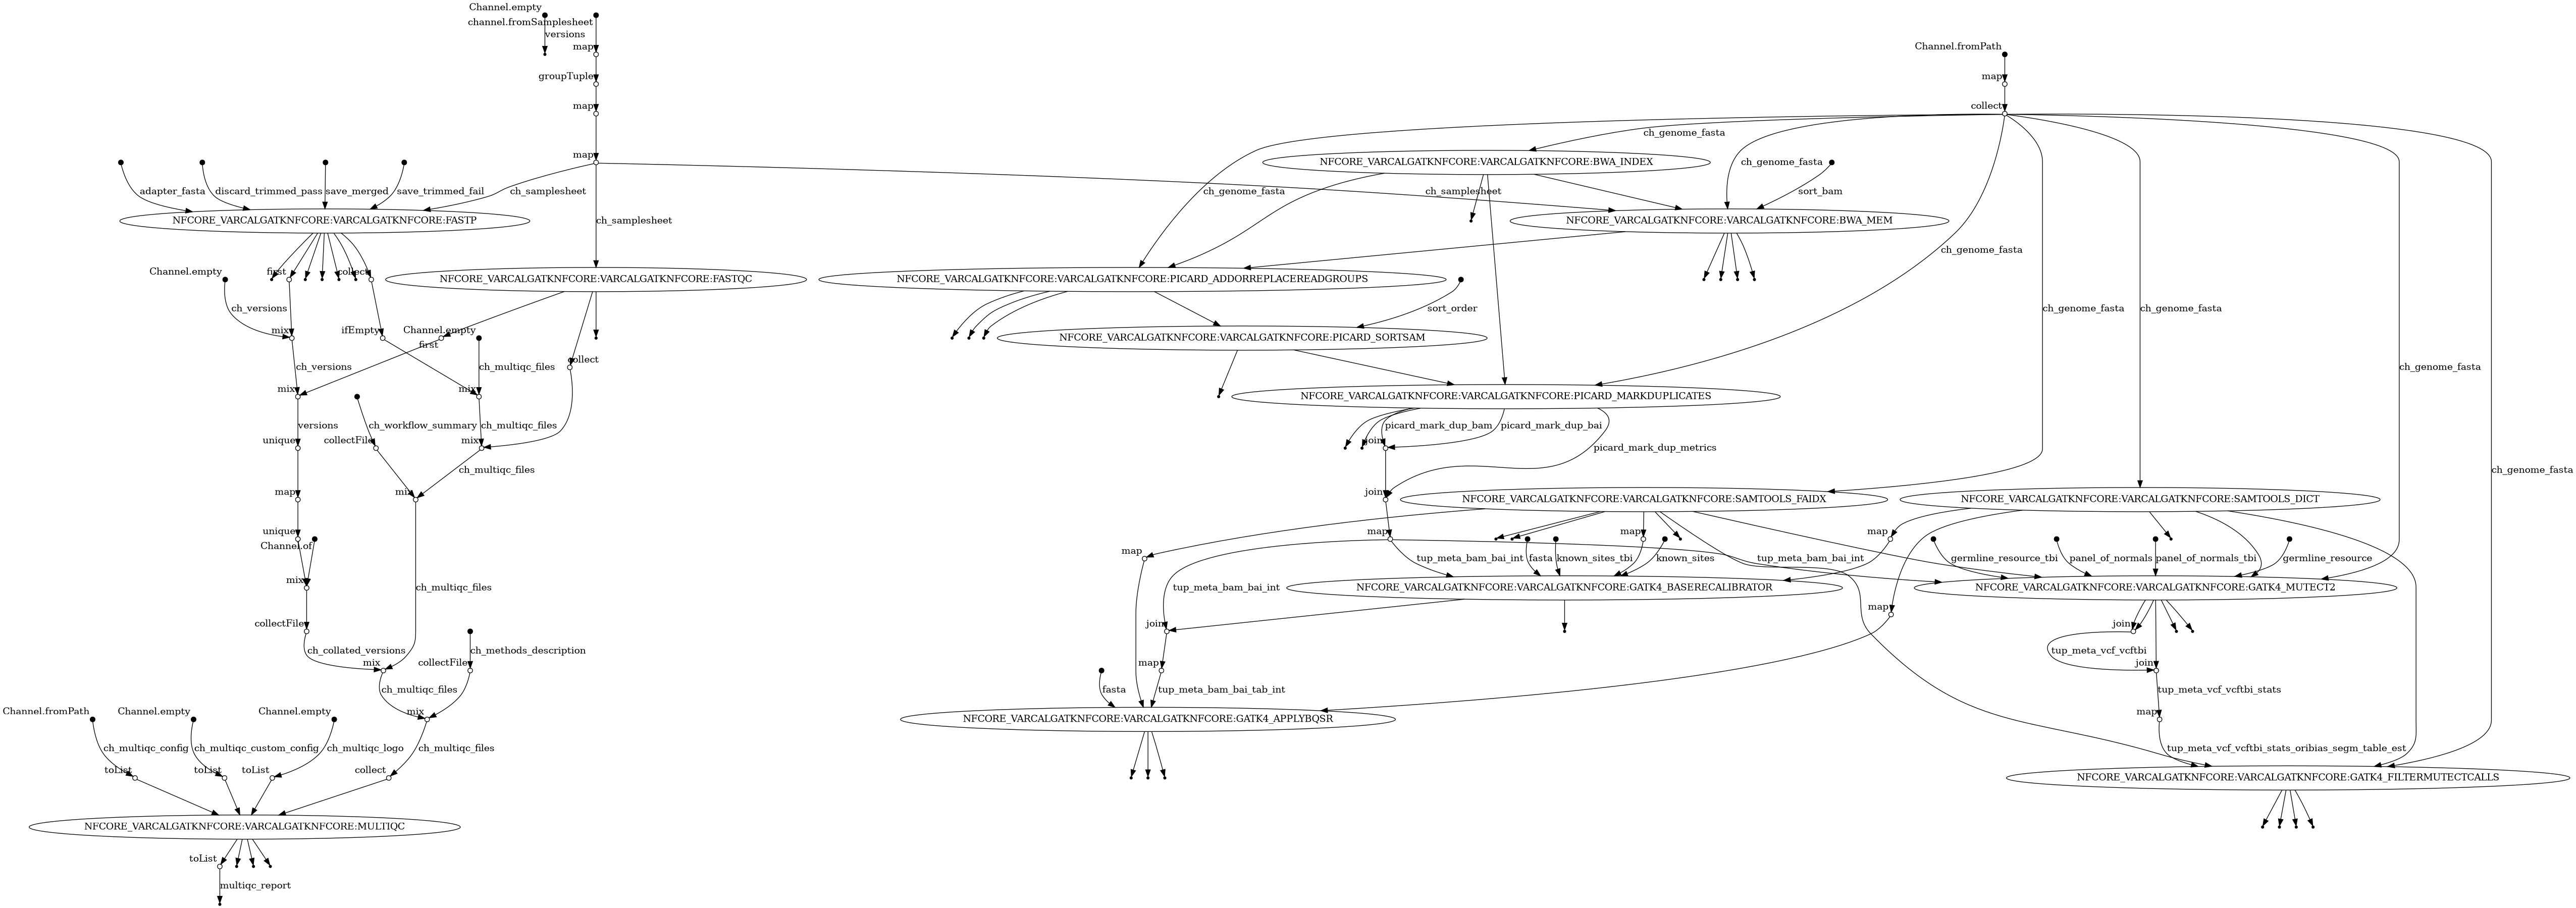 Channel.empty
channel.fromSamplesheet
versions
map
Channel.fromPath
groupTuple
map
map
collect
ch_genome_fasta
map
NFCORE_VARCALGATKNFCORE:VARCALGATKNFCORE:BWA_INDEX
ch_genome_fasta
adapter_fasta
discard_trimmed_pass
save_merged
save_trimmed_fail
ch_samplesheet
ch_genome_fasta
ch_samplesheet
sort_bam
NFCORE_VARCALGATKNFCORE:VARCALGATKNFCORE:FASTP
ch_samplesheet
NFCORE_VARCALGATKNFCORE:VARCALGATKNFCORE:BWA_MEM
ch_genome_fasta
Channel.empty
first
collect
NFCORE_VARCALGATKNFCORE:VARCALGATKNFCORE:FASTQC
NFCORE_VARCALGATKNFCORE:VARCALGATKNFCORE:PICARD_ADDORREPLACEREADGROUPS
ch_versions
sort_order
ch_genome_fasta
ch_genome_fasta
mix
ifEmpty
Channel.empty
first
NFCORE_VARCALGATKNFCORE:VARCALGATKNFCORE:PICARD_SORTSAM
collect
ch_versions
ch_multiqc_files
ch_genome_fasta
mix
mix
NFCORE_VARCALGATKNFCORE:VARCALGATKNFCORE:PICARD_MARKDUPLICATES
versions
ch_workflow_summary
ch_multiqc_files
picard_mark_dup_bam
picard_mark_dup_bai
unique
collectFile
mix
join
picard_mark_dup_metrics
ch_multiqc_files
ch_genome_fasta
map
mix
join
NFCORE_VARCALGATKNFCORE:VARCALGATKNFCORE:SAMTOOLS_FAIDX
NFCORE_VARCALGATKNFCORE:VARCALGATKNFCORE:SAMTOOLS_DICT
unique
Channel.of
map
map
map
map
tup_meta_bam_bai_int
fasta
known_sites_tbi
known_sites
tup_meta_bam_bai_int
germline_resource_tbi
panel_of_normals
panel_of_normals_tbi
germline_resource
mix
ch_multiqc_files
tup_meta_bam_bai_int
NFCORE_VARCALGATKNFCORE:VARCALGATKNFCORE:GATK4_BASERECALIBRATOR
NFCORE_VARCALGATKNFCORE:VARCALGATKNFCORE:GATK4_MUTECT2
map
collectFile
join
join
ch_collated_versions
ch_methods_description
tup_meta_vcf_vcftbi
mix
collectFile
map
join
ch_multiqc_files
fasta
tup_meta_bam_bai_tab_int
tup_meta_vcf_vcftbi_stats
Channel.fromPath
Channel.empty
Channel.empty
mix
NFCORE_VARCALGATKNFCORE:VARCALGATKNFCORE:GATK4_APPLYBQSR
map
ch_multiqc_config
ch_multiqc_custom_config
ch_multiqc_logo
ch_multiqc_files
tup_meta_vcf_vcftbi_stats_oribias_segm_table_est
toList
toList
toList
collect
NFCORE_VARCALGATKNFCORE:VARCALGATKNFCORE:GATK4_FILTERMUTECTCALLS
NFCORE_VARCALGATKNFCORE:VARCALGATKNFCORE:MULTIQC
toList
multiqc_report